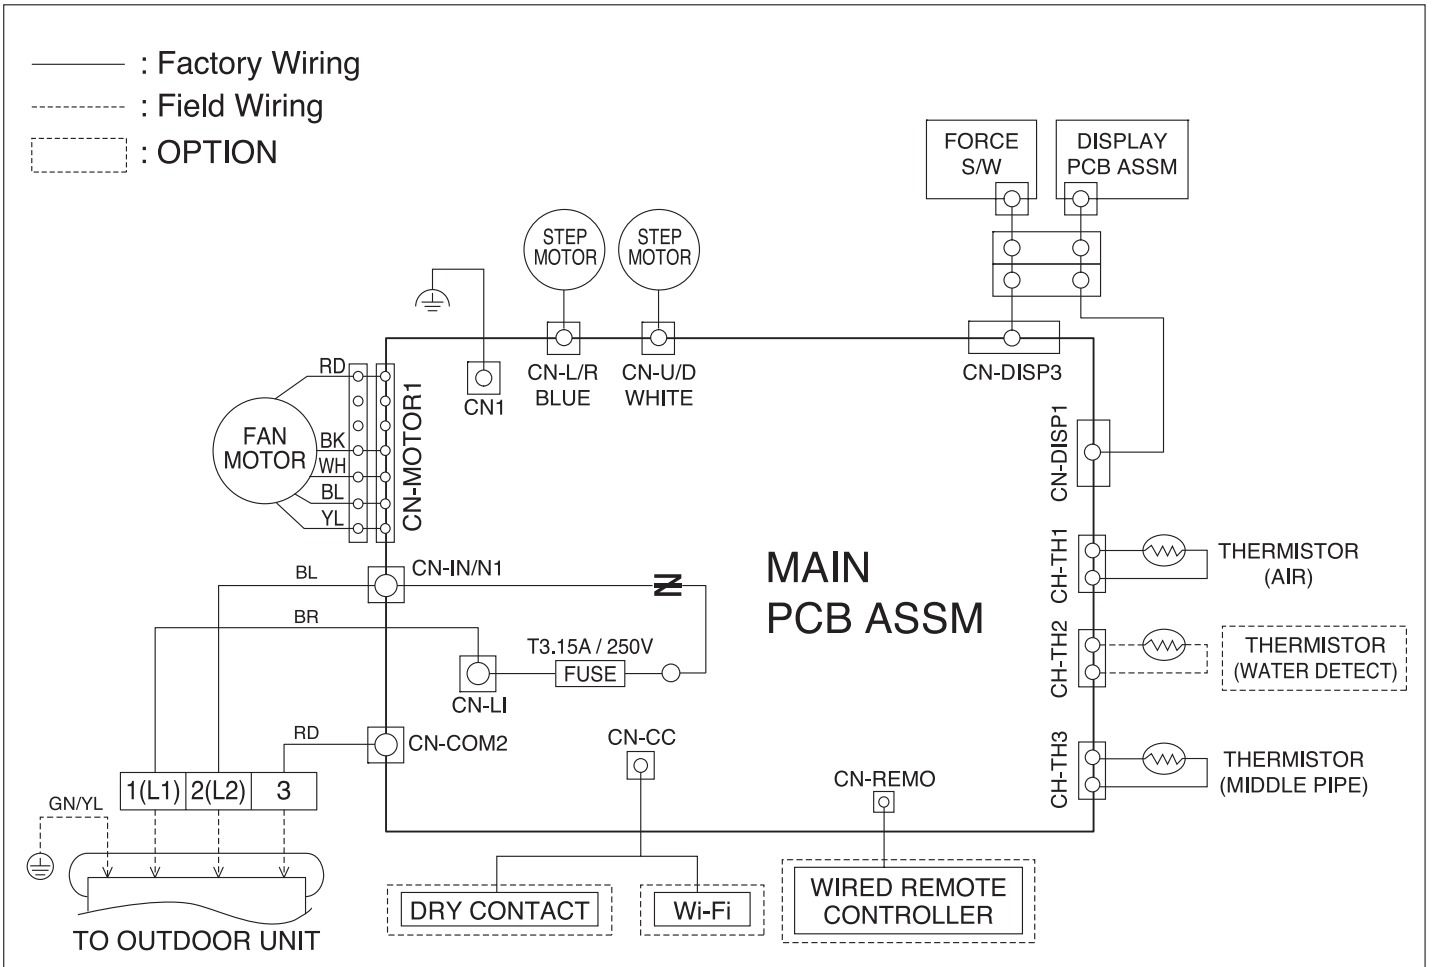 : Factory Wiring
: Field Wiring
: OPTION
FORCE
S/W
DISPLAY
PCB ASSM
STEP
MOTOR
STEP
MOTOR
CN1
CN-L/R
BLUE
CN-U/D
WHITE
CN-DISP3
RD
BK
WH
BL
YL
FAN
MOTOR
CN-MOTOR1
CN-DISP1
MAIN
PCB ASSM
CH-TH1
THERMISTOR
(AIR)
CH-TH2
THERMISTOR
(WATER DETECT)
CH-TH3
THERMISTOR
(MIDDLE PIPE)
BL
CN-IN/N1
BR
T3.15A / 250V
FUSE
CN-LI
RD
CN-COM2
CN-CC
CN-REMO
1(L1)
2(L2)
3
GN/YL
TO OUTDOOR UNIT
DRY CONTACT
Wi-Fi
WIRED REMOTE
CONTROLLER